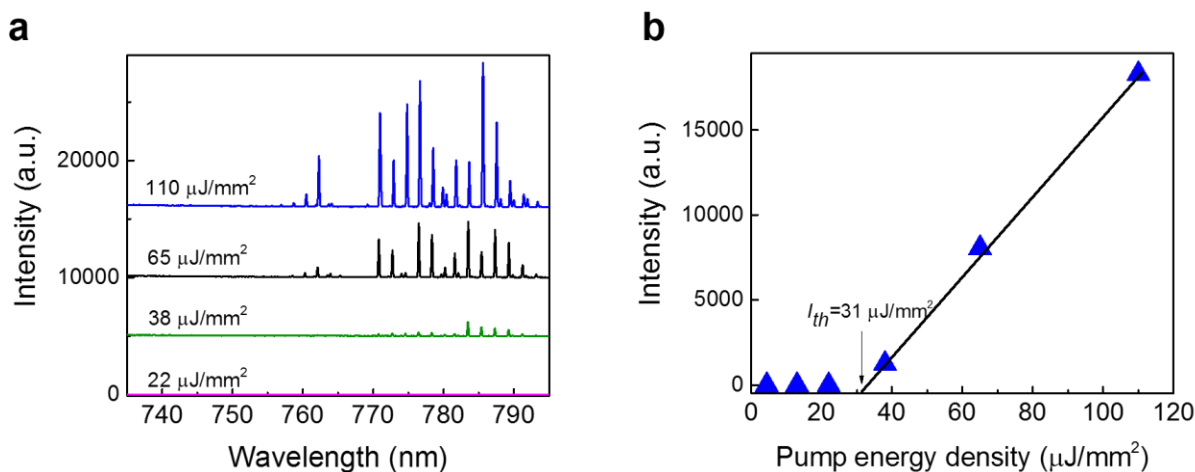 a
Intensity (a.u.)
20000
10000
0
110 μJ/mm²
65 μJ/mm²
38 μJ/mm²
22 μJ/mm²
740 750 760 770 780 790
Wavelength (nm)
b
Intensity (a.u.)
15000
10000
5000
0
I_th=31 μJ/mm²
0 20 40 60 80 100 120
Pump energy density (μJ/mm²)